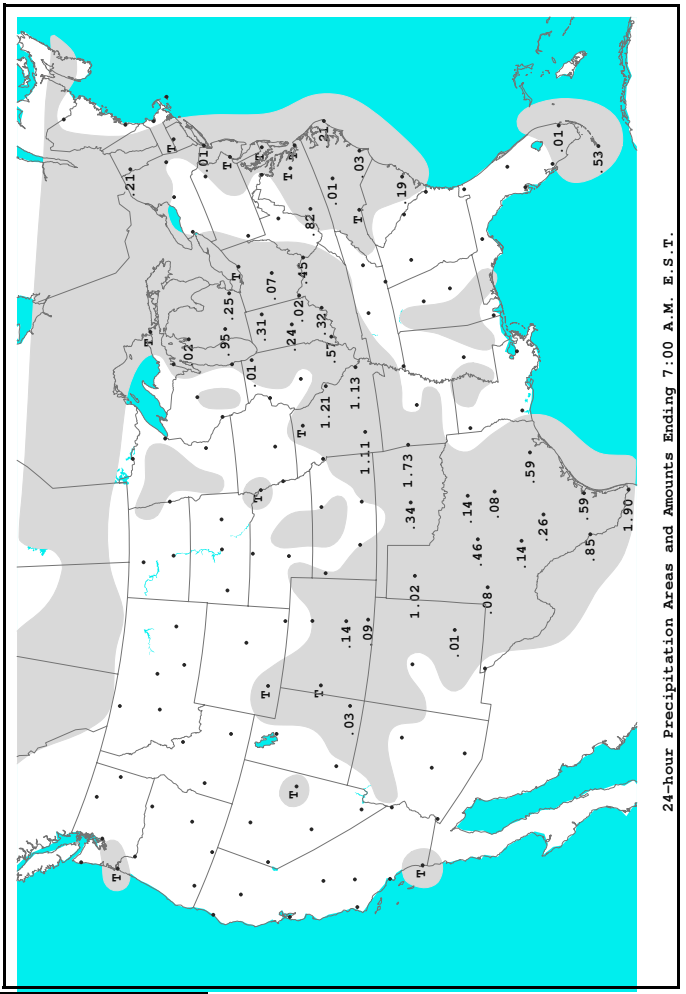 T
.21
T
T
.02
.01
.95
T
.25
T
.01
T
T
.31
T
.07
T
.24
T
T
.02
T
.45
.82
T
.32
.21
1.21
.57
.01
.14
.03
1.13
T
.03
1.11
.09
.19
1.73
.34
1.02
T
.01
.14
.46
.08
.08
.14
.59
.26
.01
.59
.85
.53
1.90
24-hour Precipitation Areas and Amounts Ending 7:00 A.M. E.S.T.